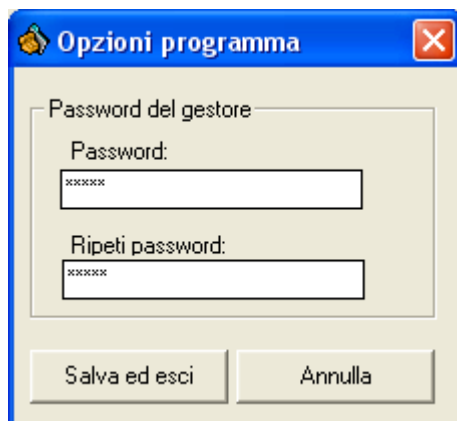 Opzioni programma
Password del gestore
Password:
*****
Ripeti password:
*****
Salva ed esci
Annulla